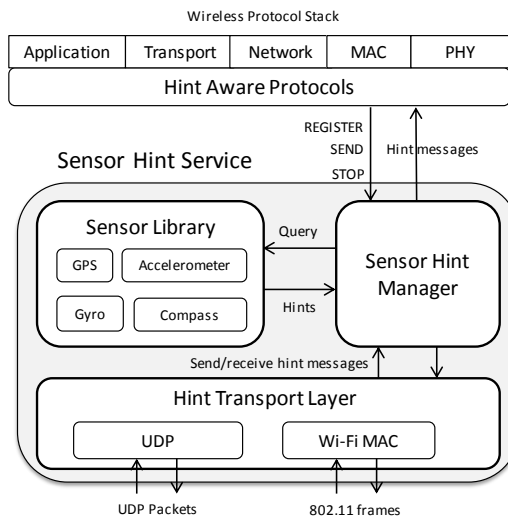 Wireless Protocol Stack
Application Transport Network MAC PHY
Hint Aware Protocols
REGISTER
SEND
STOP
Hint messages
Sensor Hint Service
Sensor Library
GPS Accelerometer
Gyro Compass
Query
Hints
Sensor Hint
Manager
Send/receive hint messages
Hint Transport Layer
UDP Wi-Fi MAC
UDP Packets 802.11 frames